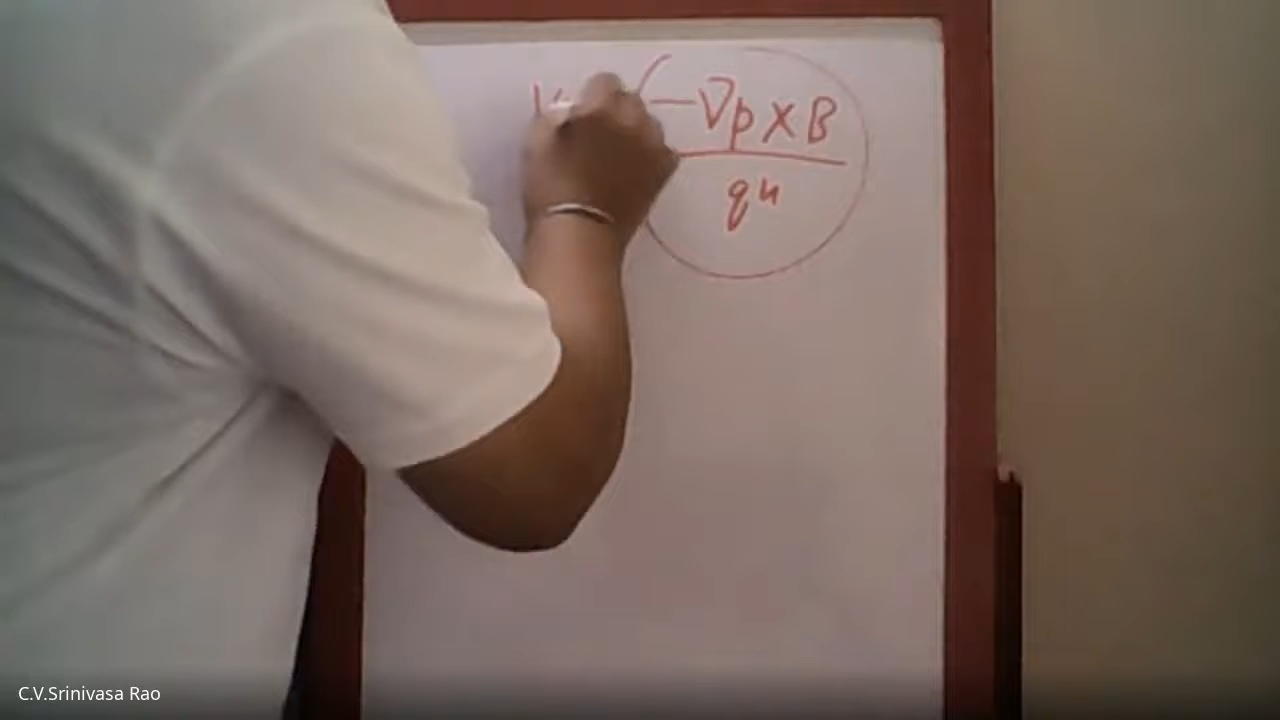 V
−∇p × B
qn
C.V.Srinivasa Rao